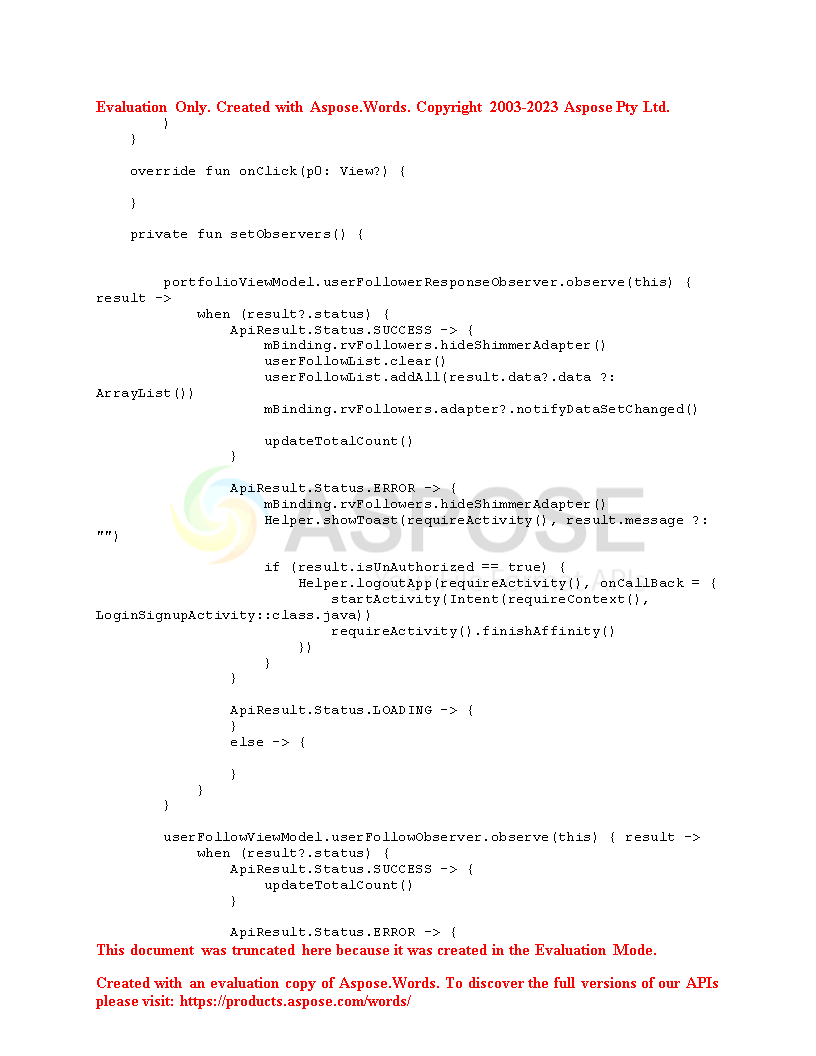 Evaluation Only. Created with Aspose.Words. Copyright 2003-2023 Aspose Pty Ltd.
        )
    }

    override fun onClick(p0: View?) {

    }

    private fun setObservers() {


        portfolioViewModel.userFollowerResponseObserver.observe(this) {
result ->
            when (result?.status) {
                ApiResult.Status.SUCCESS -> {
                    mBinding.rvFollowers.hideShimmerAdapter()
                    userFollowList.clear()
                    userFollowList.addAll(result.data?.data ?:
ArrayList())
                    mBinding.rvFollowers.adapter?.notifyDataSetChanged()

                    updateTotalCount()
                }

                ApiResult.Status.ERROR -> {
                    mBinding.rvFollowers.hideShimmerAdapter()
                    Helper.showToast(requireActivity(), result.message ?:
"")

                    if (result.isUnAuthorized == true) {
                        Helper.logoutApp(requireActivity(), onCallBack = {
                            startActivity(Intent(requireContext(),
LoginSignupActivity::class.java))
                            requireActivity().finishAffinity()
                        })
                    }
                }

                ApiResult.Status.LOADING -> {
                }
                else -> {

                }
            }
        }

        userFollowViewModel.userFollowObserver.observe(this) { result ->
            when (result?.status) {
                ApiResult.Status.SUCCESS -> {
                    updateTotalCount()
                }

                ApiResult.Status.ERROR -> {
This document was truncated here because it was created in the Evaluation Mode.
Created with an evaluation copy of Aspose.Words. To discover the full versions of our APIs
please visit: https://products.aspose.com/words/
ASPOSE